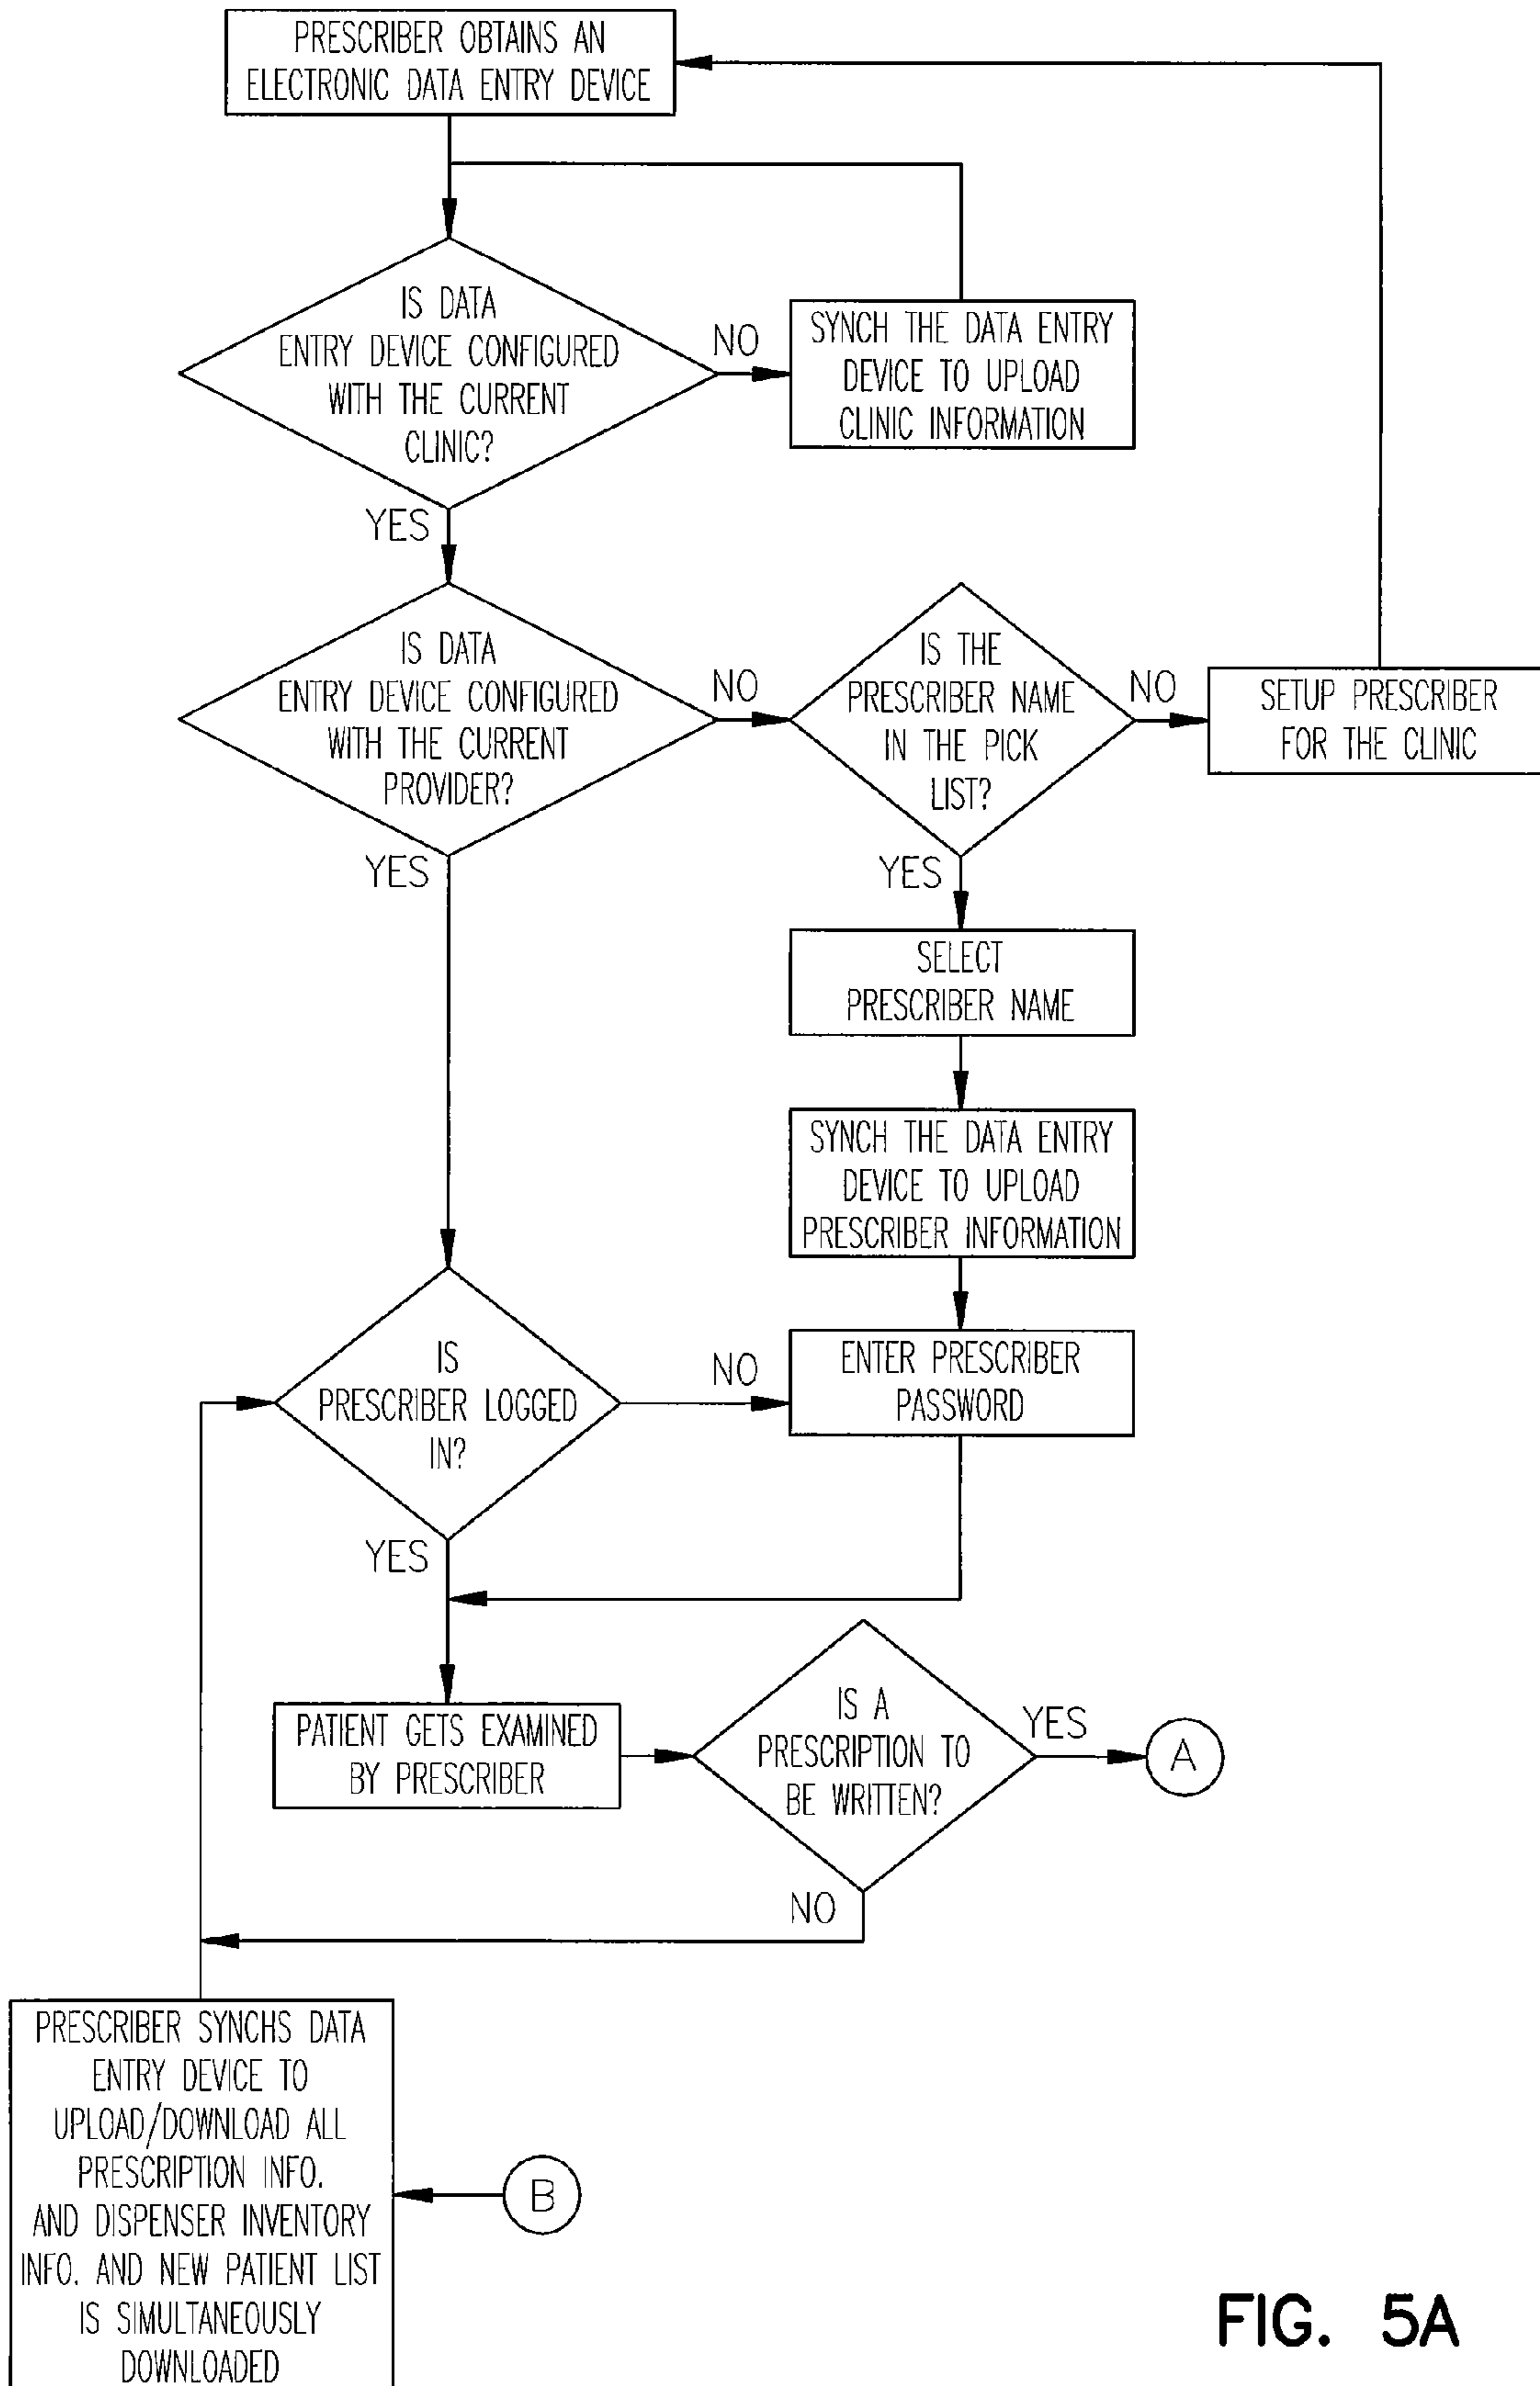 PRESCRIBER OBTAINS AN
ELECTRONIC DATA ENTRY DEVICE
IS DATA
ENTRY DEVICE CONFIGURED
WITH THE CURRENT
CLINIC?
NO
SYNCH THE DATA ENTRY
DEVICE TO UPLOAD
CLINIC INFORMATION
YES
IS DATA
ENTRY DEVICE CONFIGURED
WITH THE CURRENT
PROVIDER?
NO
IS THE
PRESCRIBER NAME
IN THE PICK
LIST?
NO
SETUP PRESCRIBER
FOR THE CLINIC
YES
YES
SELECT
PRESCRIBER NAME
SYNCH THE DATA ENTRY
DEVICE TO UPLOAD
PRESCRIBER INFORMATION
IS
PRESCRIBER LOGGED
IN?
NO
ENTER PRESCRIBER
PASSWORD
YES
PATIENT GETS EXAMINED
BY PRESCRIBER
IS A
PRESCRIPTION TO
BE WRITTEN?
YES
A
NO
PRESCRIBER SYNCHS DATA
ENTRY DEVICE TO
UPLOAD/DOWNLOAD ALL
PRESCRIPTION INFO.
AND DISPENSER INVENTORY
INFO. AND NEW PATIENT LIST
IS SIMULTANEOUSLY
DOWNLOADED
B
FIG. 5A